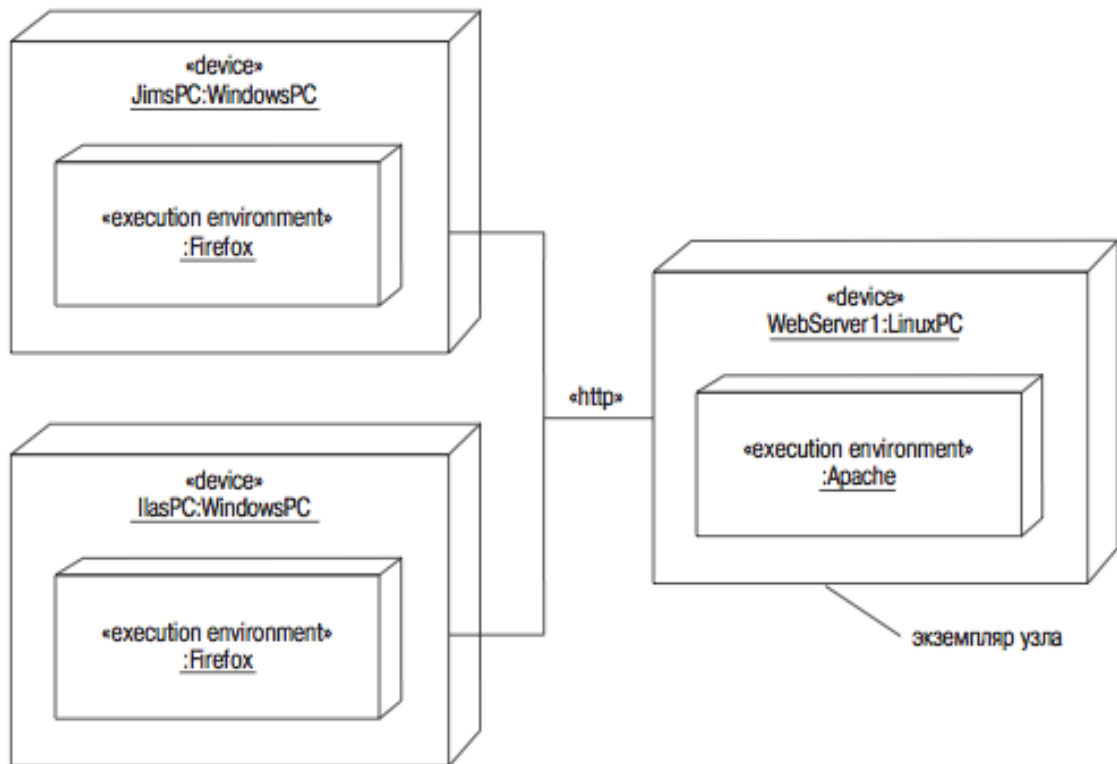 «device»
JimsPC:WindowsPC
«execution environment»
:Firefox
«device»
IlasPC:WindowsPC
«execution environment»
:Firefox
«http»
«device»
WebServer1:LinuxPC
«execution environment»
:Apache
экземпляр узла